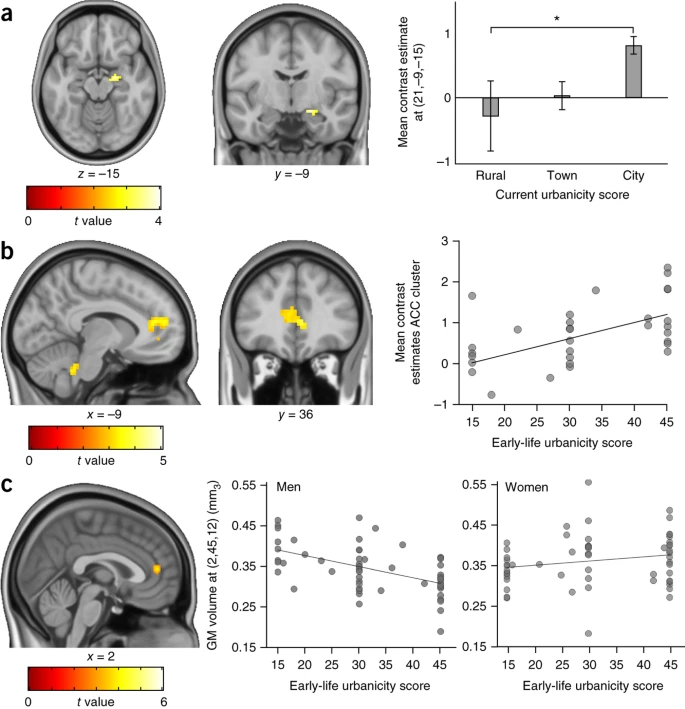 a
z = –15
0 t value 4
y = –9
Mean contrast estimate
at (21,–9,–15)
1
0
–1
*
Rural Town City
Current urbanicity score
b
x = –9
0 t value 5
y = 36
Mean contrast
estimates ACC cluster
3
2
1
0
–1
15 20 25 30 35 40 45
Early-life urbanicity score
c
x = 2
0 t value 6
GM volume at (2,45,12) (mm3)
Men
0.55
0.45
0.35
0.25
0.15
15 20 25 30 35 40 45
Early-life urbanicity score
Women
0.55
0.45
0.35
0.25
0.15
15 20 25 30 35 40 45
Early-life urbanicity score